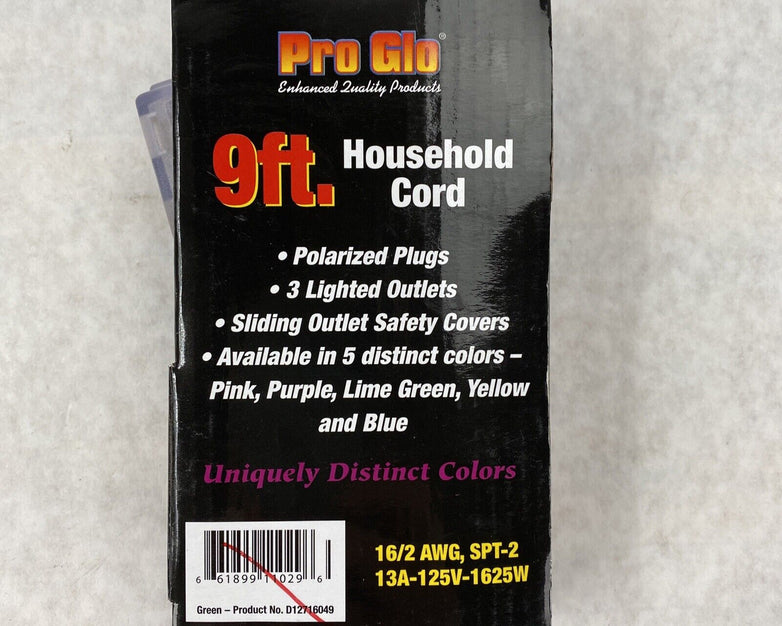 Pro Glo®
Enhanced Quality Products
9ft. Household
Cord
• Polarized Plugs
• 3 Lighted Outlets
• Sliding Outlet Safety Covers
• Available in 5 distinct colors –
Pink, Purple, Lime Green, Yellow
and Blue
Uniquely Distinct Colors
16/2 AWG, SPT-2
13A-125V-1625W
6 61899 11029 6
Green – Product No. D12716049